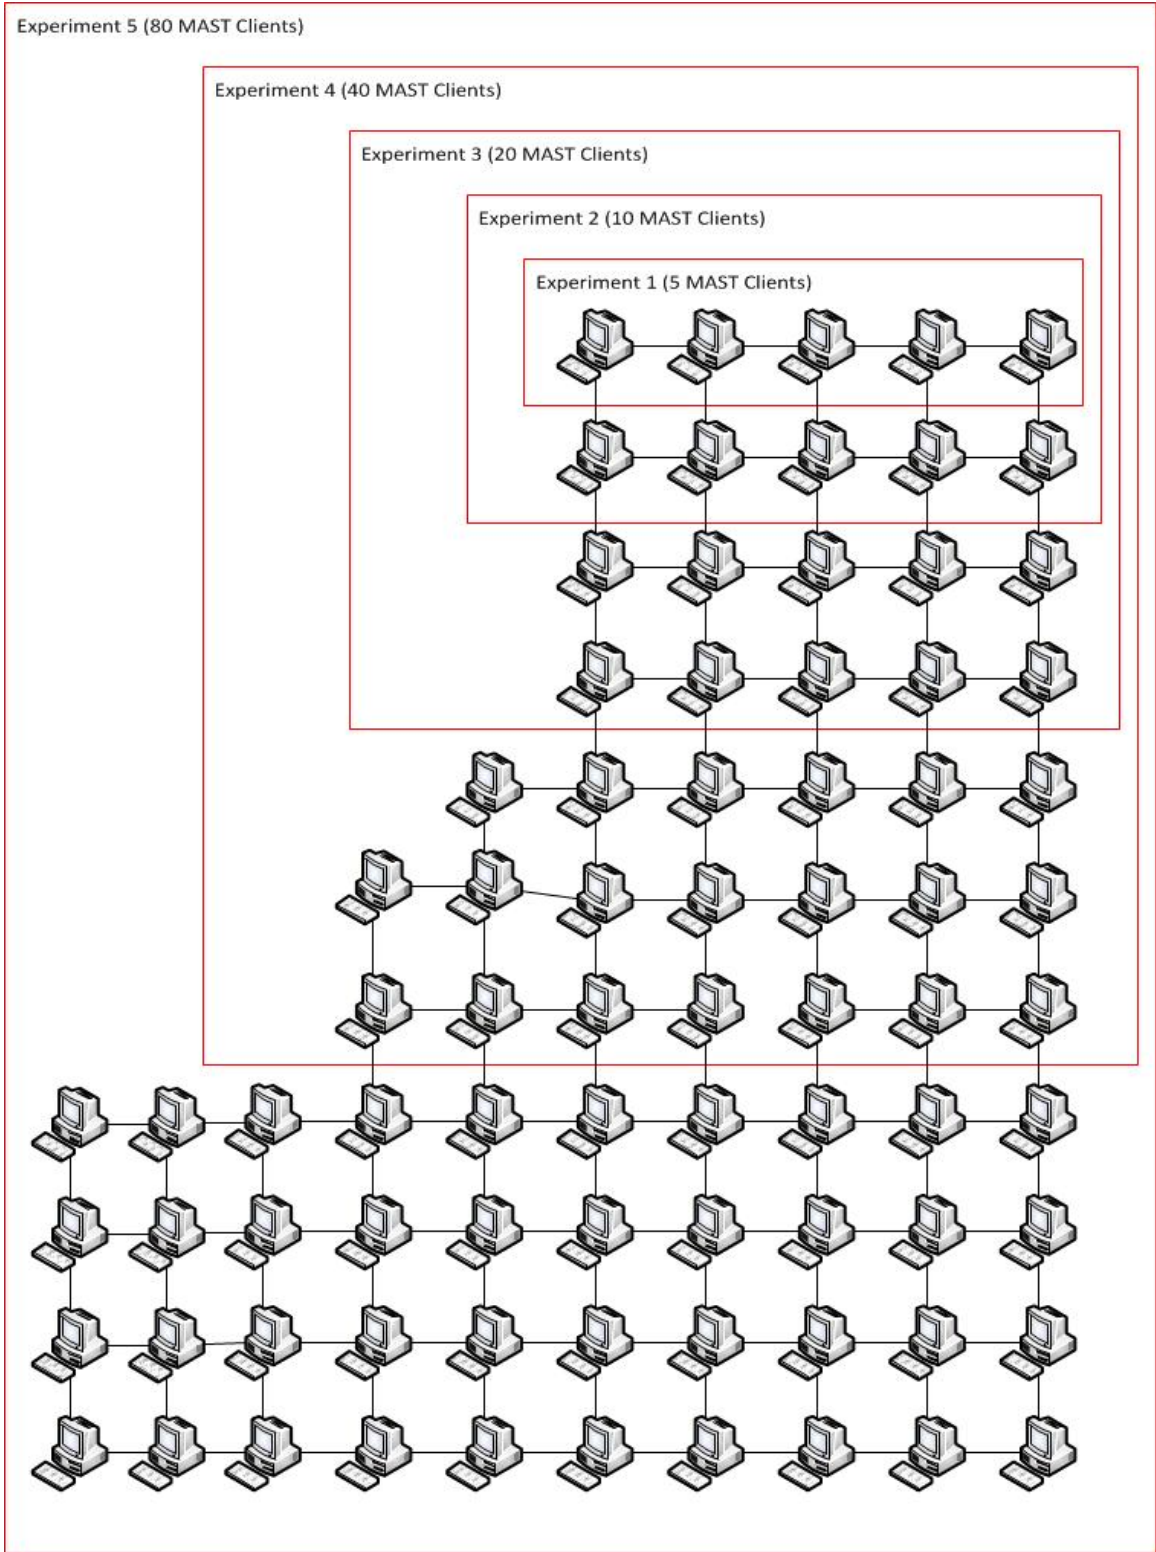 Experiment 5 (80 MAST Clients)
Experiment 4 (40 MAST Clients)
Experiment 3 (20 MAST Clients)
Experiment 2 (10 MAST Clients)
Experiment 1 (5 MAST Clients)